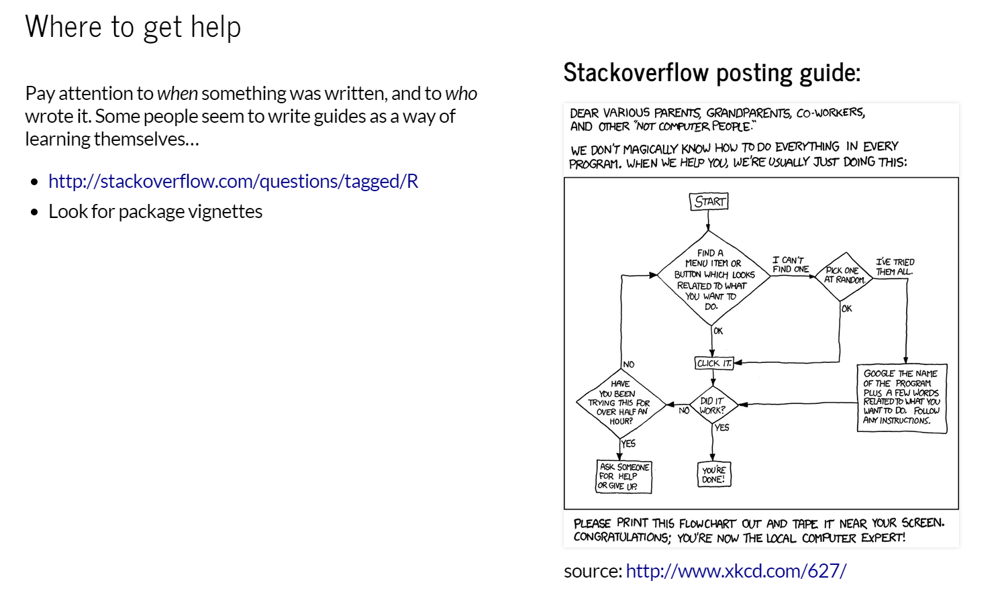 Where to get help
Pay attention to when something was written, and to who
wrote it. Some people seem to write guides as a way of
learning themselves...
• http://stackoverflow.com/questions/tagged/R
• Look for package vignettes
Stackoverflow posting guide:
DEAR VARIOUS PARENTS, GRANDPARENTS, CO-WORKERS,
AND OTHER "NOT COMPUTER PEOPLE."
WE DON'T MAGICALLY KNOW HOW TO DO EVERYTHING IN EVERY
PROGRAM. WHEN WE HELP YOU, WE'RE USUALLY JUST DOING THIS:
START
FIND A
MENU ITEM OR
BUTTON WHICH LOOKS
RELATED TO WHAT
YOU WANT TO
DO.
I CAN'T
FIND ONE
PICK ONE
AT RANDOM.
I'VE TRIED
THEM ALL.
OK
OK
CLICK IT.
NO
HAVE
YOU BEEN
TRYING THIS FOR
OVER HALF AN
HOUR?
NO
DID IT
WORK?
GOOGLE THE NAME
OF THE PROGRAM
PLUS A FEW WORDS
RELATED TO WHAT YOU
WANT TO DO. FOLLOW
ANY INSTRUCTIONS.
YES
YES
ASK SOMEONE
FOR HELP
OR GIVE UP.
YOU'RE
DONE!
PLEASE PRINT THIS FLOWCHART OUT AND TAPE IT NEAR YOUR SCREEN.
CONGRATULATIONS; YOU'RE NOW THE LOCAL COMPUTER EXPERT!
source: http://www.xkcd.com/627/